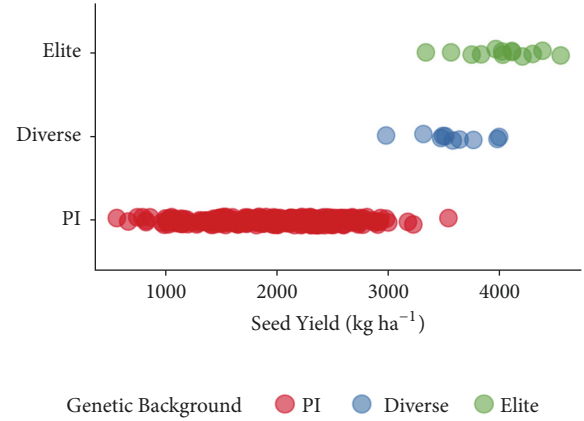 Elite
Diverse
PI
1000 2000 3000 4000
Seed Yield (kg ha⁻¹)
Genetic Background PI Diverse Elite